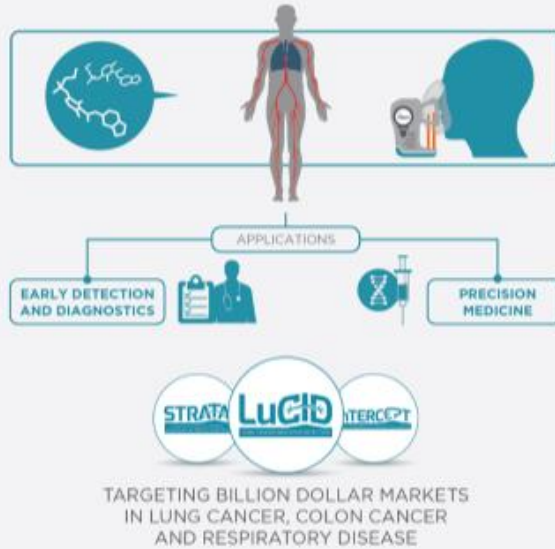 APPLICATIONS
EARLY DETECTION
AND DIAGNOSTICS
PRECISION
MEDICINE
STRATA
LuCID
INTERCEPT
TARGETING BILLION DOLLAR MARKETS
IN LUNG CANCER, COLON CANCER
AND RESPIRATORY DISEASE